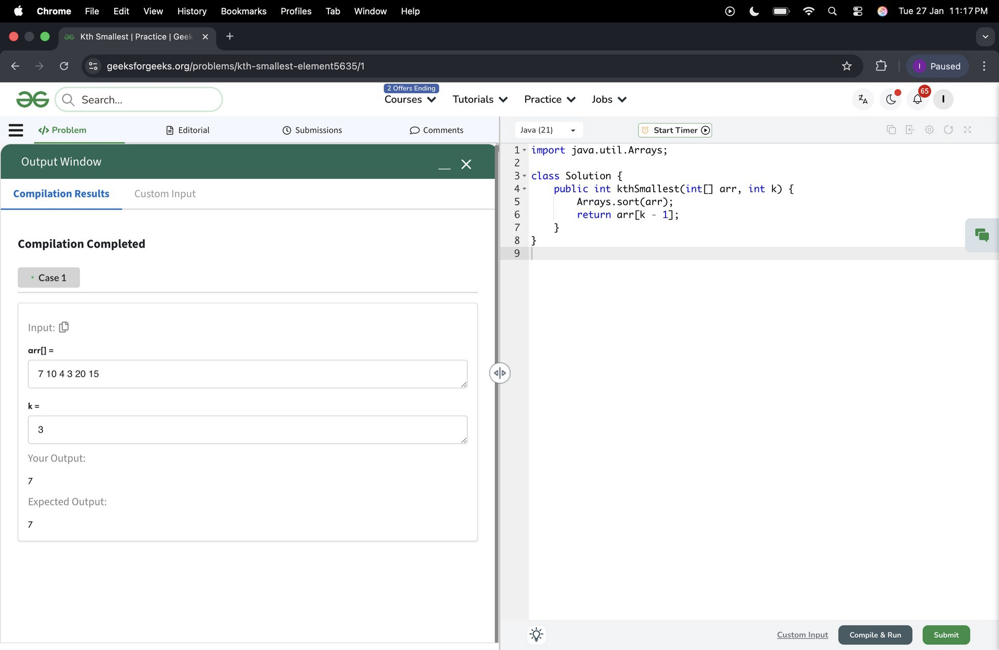 Chrome File Edit View History Bookmarks Profiles Tab Window Help Tue 27 Jan 11:17 PM
Kth Smallest | Practice | Geek
geeksforgeeks.org/problems/kth-smallest-element5635/1
Paused
Search...
2 Offers Ending
Courses Tutorials Practice Jobs
65
I
Problem Editorial Submissions Comments
Output Window
Compilation Results Custom Input
Compilation Completed
Case 1
Input:
arr[] =
7 10 4 3 20 15
k =
3
Your Output:
7
Expected Output:
7
Java (21) Start Timer
1 import java.util.Arrays;
2
3 class Solution {
4 public int kthSmallest(int[] arr, int k) {
5 Arrays.sort(arr);
6 return arr[k - 1];
7 }
8 }
9
Custom Input Compile & Run Submit